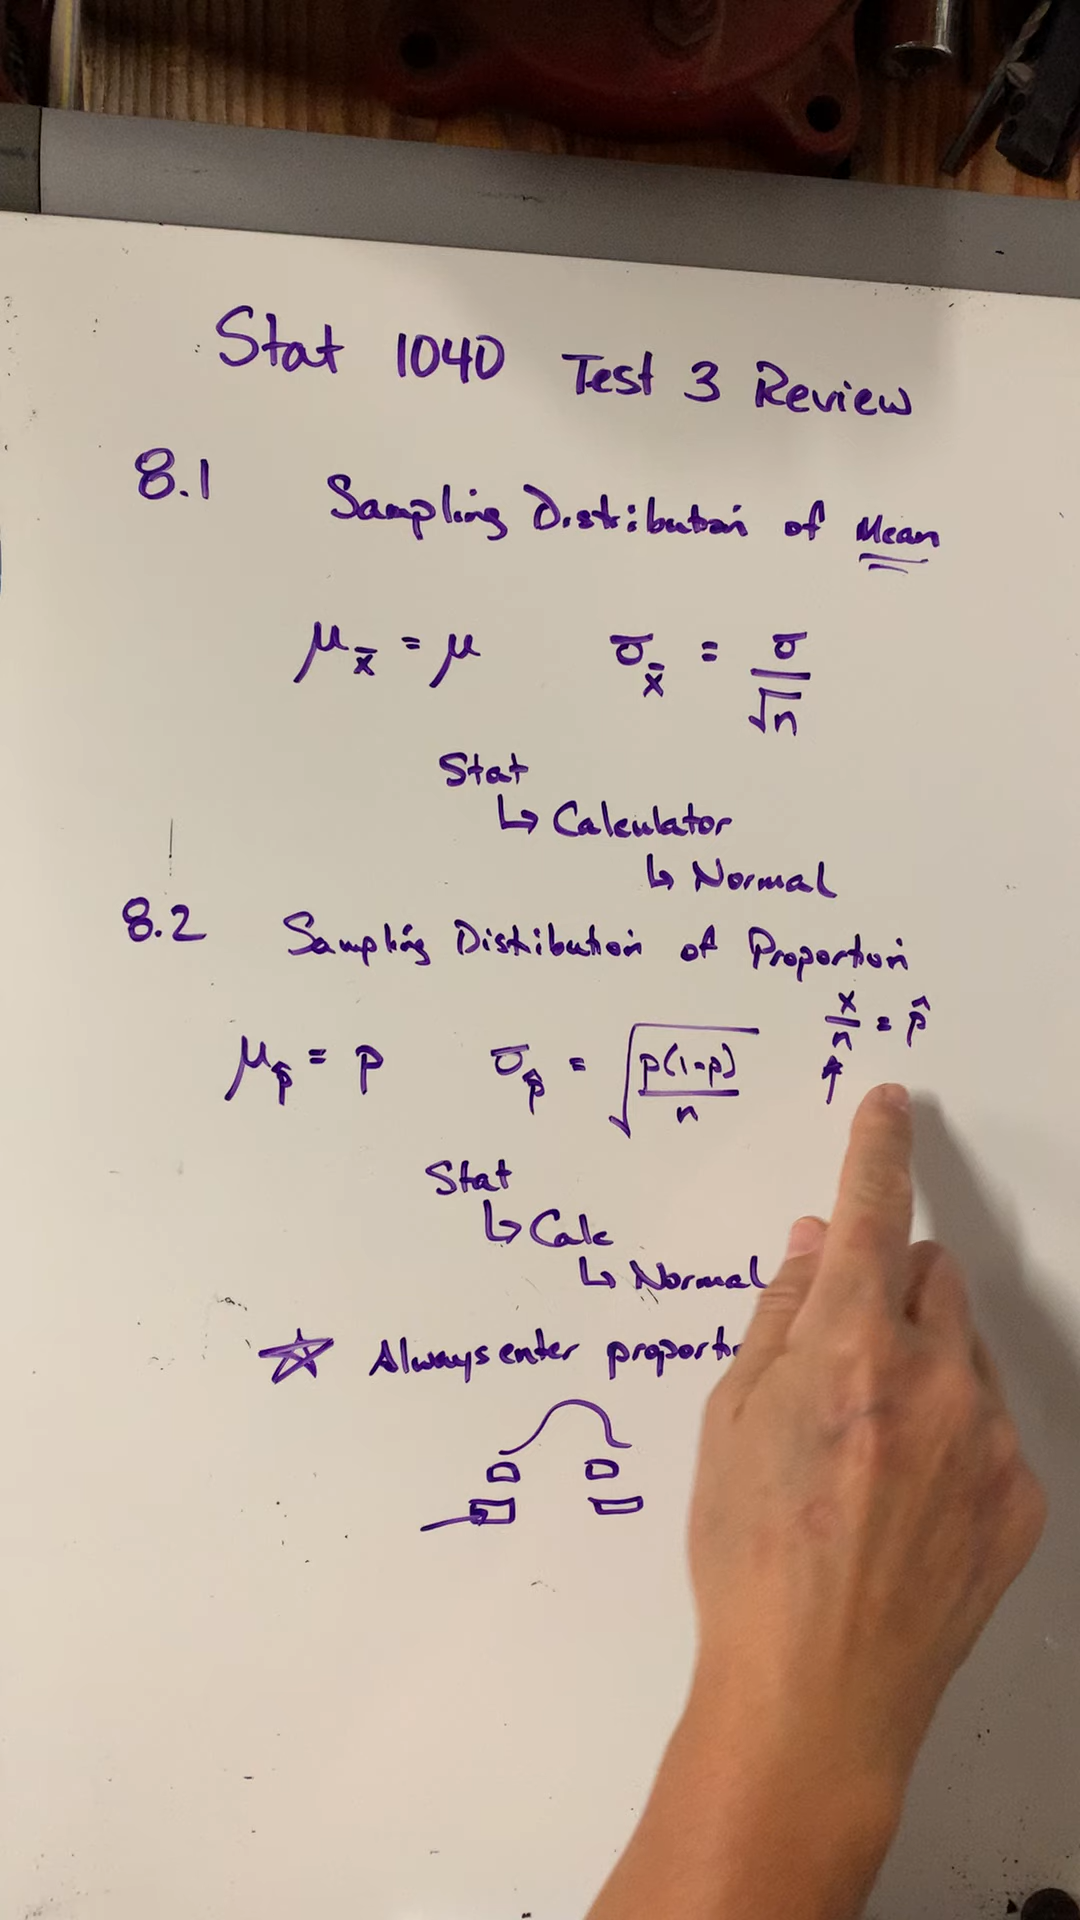 Stat 1040 Test 3 Review
8.1 Sampling Distribution of Mean
μx̄ = μ σx̄ = σ/√n
Stat
↳ Calculator
↳ Normal
8.2 Sampling Distribution of Proportion
x/n = p̂
μp̂ = p σp̂ = √(p(1-p)/n)
Stat
↳ Calc
↳ Normal
☆ Always enter